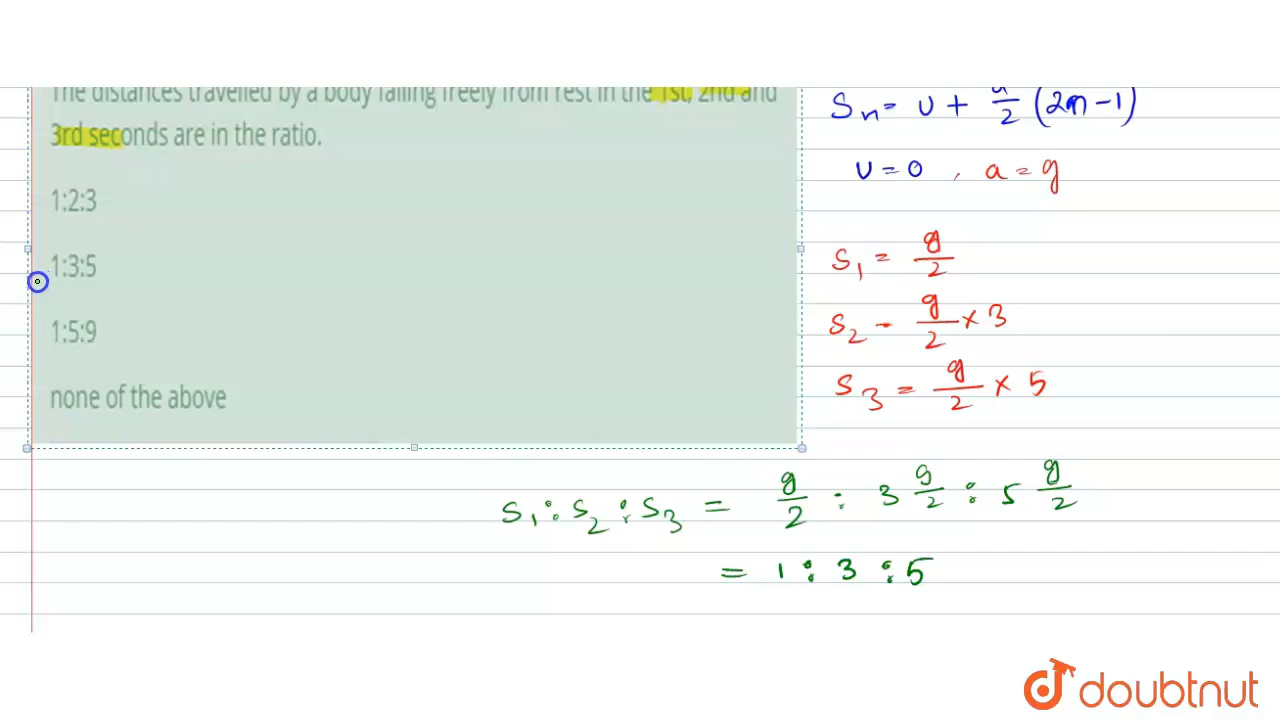 The distances travelled by a body falling freely from rest in the 1st, 2nd and
3rd seconds are in the ratio.
1:2:3
1:3:5
1:5:9
none of the above
Sn = u + a/2 (2n-1)
u = 0 , a = g
S1 = g/2
S2 - g/2 × 3
S3 = g/2 × 5
S1 : S2 : S3 = g/2 : 3 g/2 : 5 g/2
= 1 : 3 : 5
doubtnut